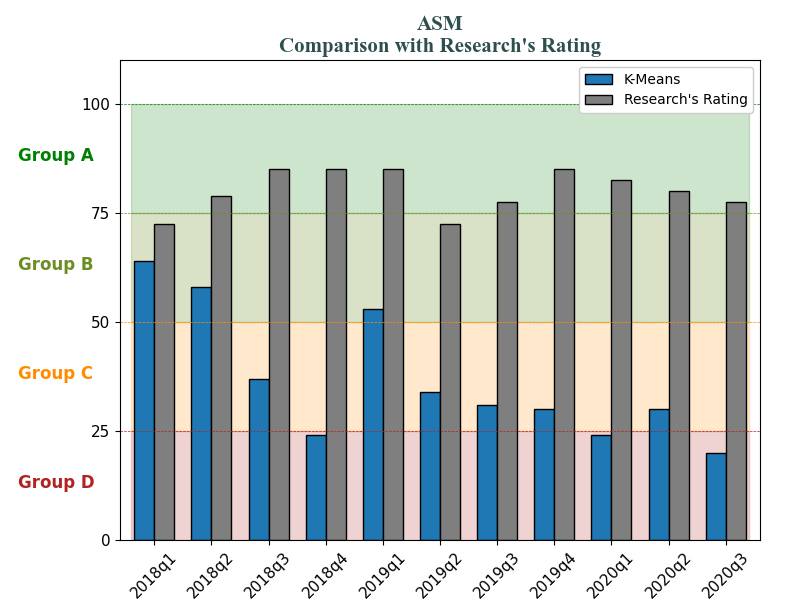 ASM
Comparison with Research's Rating
K-Means
Research's Rating
100
Group A
75
Group B
50
Group C
25
Group D
0
2018q1
2018q2
2018q3
2018q4
2019q1
2019q2
2019q3
2019q4
2020q1
2020q2
2020q3